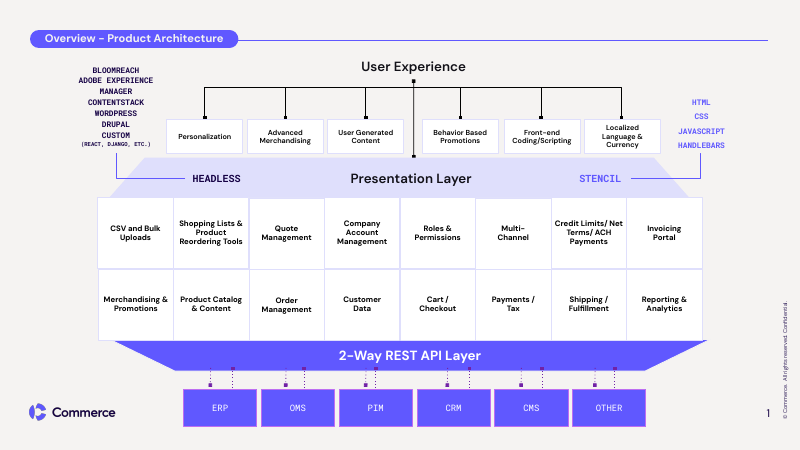 Overview - Product Architecture
User Experience
BLOOMREACH
ADOBE EXPERIENCE
MANAGER
CONTENTSTACK
WORDPRESS
DRUPAL
CUSTOM
(REACT, DJANGO, ETC.)
Personalization
Advanced
Merchandising
User Generated
Content
Behavior Based
Promotions
Front-end
Coding/Scripting
Localized
Language &
Currency
HTML
CSS
JAVASCRIPT
HANDLEBARS
HEADLESS
Presentation Layer
STENCIL
CSV and Bulk
Uploads
Shopping Lists &
Product
Reordering Tools
Quote
Management
Company
Account
Management
Roles &
Permissions
Multi-
Channel
Credit Limits/ Net
Terms/ ACH
Payments
Invoicing
Portal
Merchandising &
Promotions
Product Catalog
& Content
Order
Management
Customer
Data
Cart /
Checkout
Payments /
Tax
Shipping /
Fulfillment
Reporting &
Analytics
2-Way REST API Layer
ERP
OMS
PIM
CRM
CMS
OTHER
Commerce
1
© Commerce. All rights reserved. Confidential.